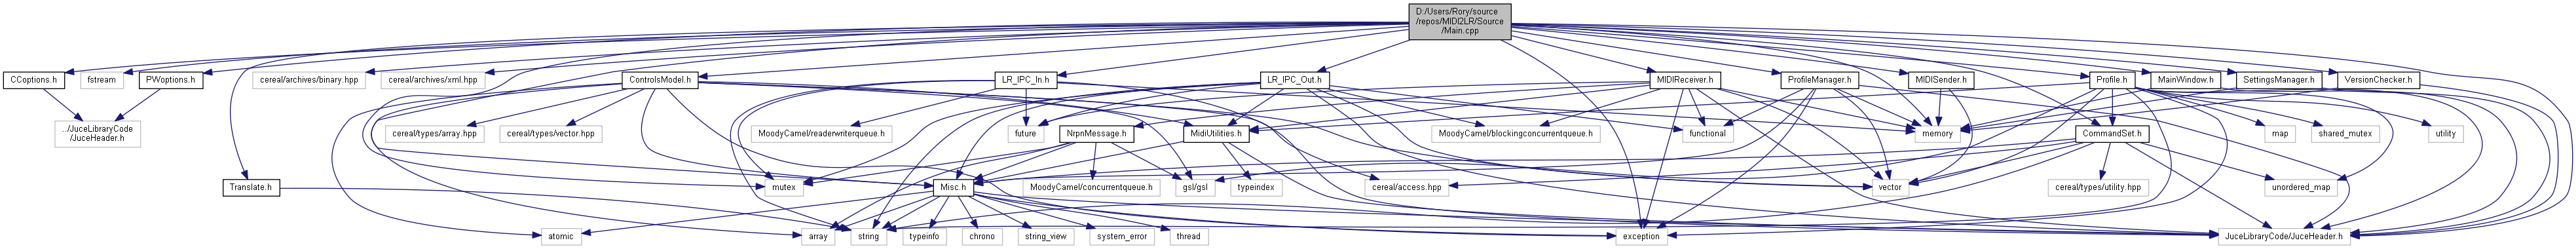 D:/Users/Rory/source
/repos/MIDI2LR/Source
/Main.cpp
CCoptions.h
fstream
PWoptions.h
cereal/archives/binary.hpp
cereal/archives/xml.hpp
ControlsModel.h
LR_IPC_In.h
LR_IPC_Out.h
MIDIReceiver.h
ProfileManager.h
MIDISender.h
Profile.h
MainWindow.h
SettingsManager.h
VersionChecker.h
../JuceLibraryCode
/JuceHeader.h
cereal/types/array.hpp
cereal/types/vector.hpp
MoodyCamel/readerwriterqueue.h
future
NrpnMessage.h
MidiUtilities.h
MoodyCamel/blockingconcurrentqueue.h
functional
memory
CommandSet.h
map
shared_mutex
utility
Translate.h
mutex
Misc.h
MoodyCamel/concurrentqueue.h
gsl/gsl
typeindex
cereal/access.hpp
vector
cereal/types/utility.hpp
unordered_map
atomic
array
string
typeinfo
chrono
string_view
system_error
thread
exception
JuceLibraryCode/JuceHeader.h